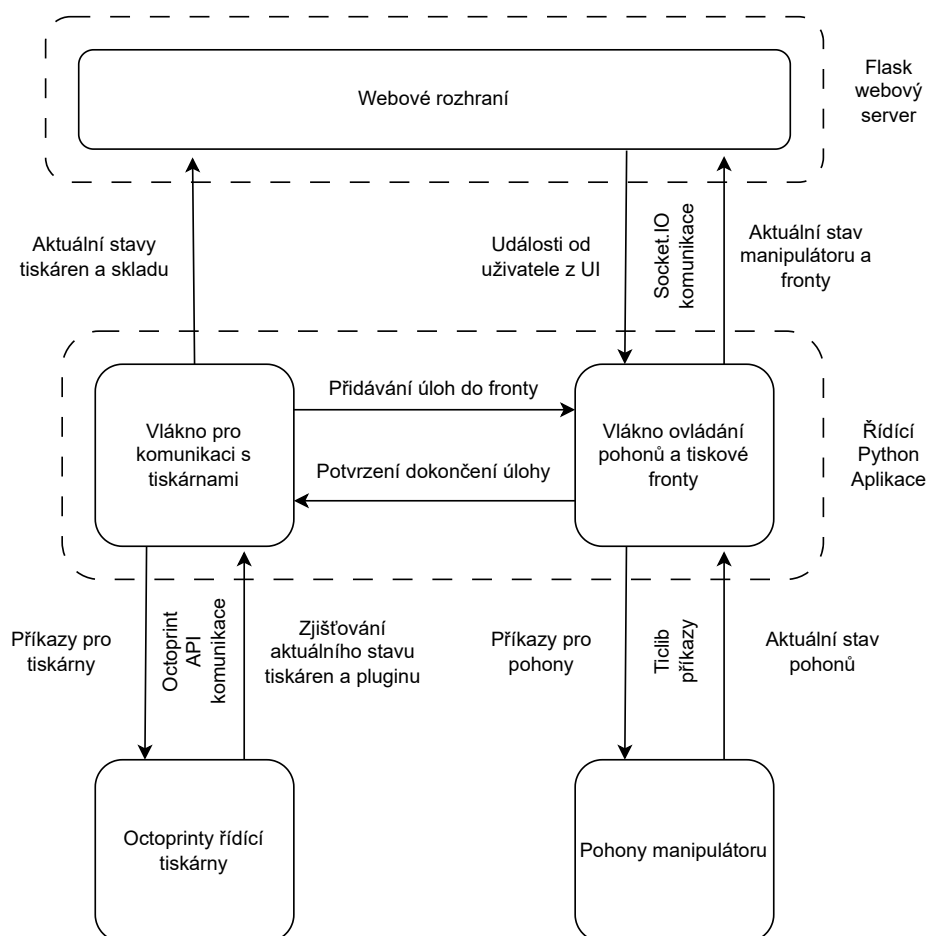 Webové rozhraní
Flask
webový
server
Aktuální stavy
tiskáren a skladu
Události od
uživatele z UI
Socket.IO
komunikace
Aktuální stav
manipulátoru a
fronty
Vlákno pro
komunikaci s
tiskárnami
Přidávání úloh do fronty
Potvrzení dokončení úlohy
Vlákno ovládání
pohonů a tiskové
fronty
Řídící
Python
Aplikace
Příkazy pro
tiskárny
Octoprint
API
komunikace
Zjišťování
aktuálního stavu
tiskáren a pluginu
Příkazy pro
pohony
Ticlib
příkazy
Aktuální stav
pohonů
Octoprinty řídící
tiskárny
Pohony manipulátoru